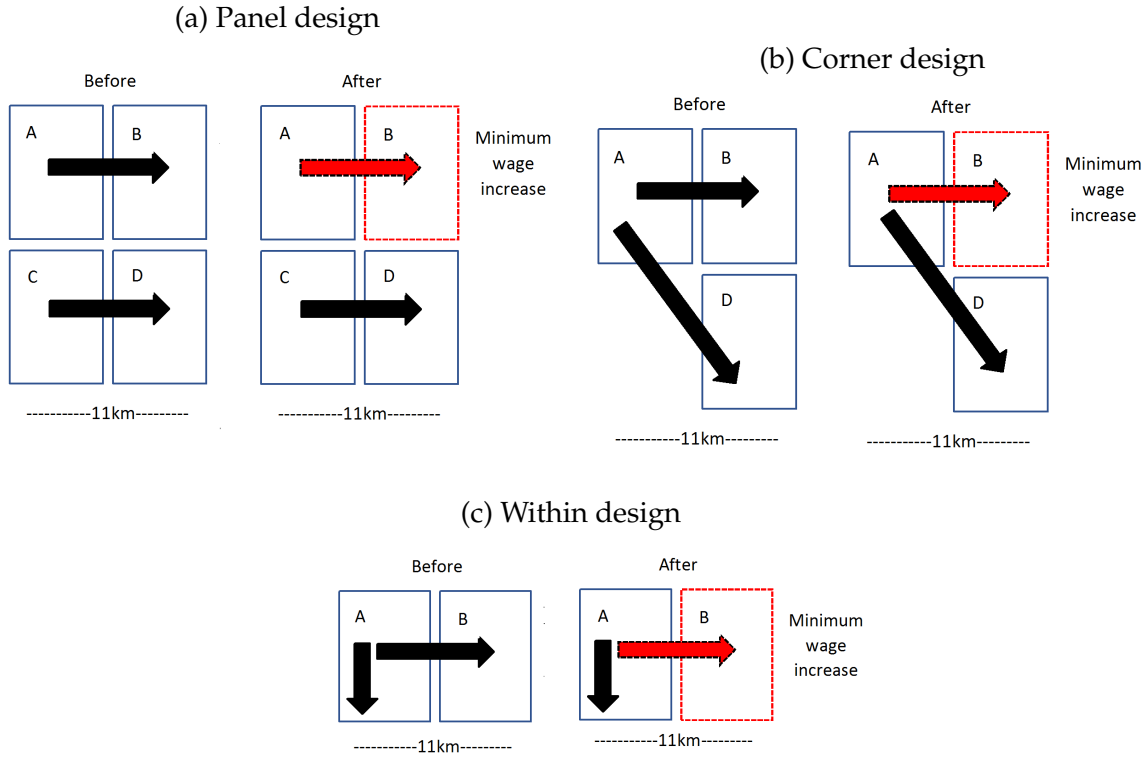 (a) Panel design
Before
After
A
B
A
B
Minimum
wage
increase
C
D
C
D
-----------11km---------
-----------11km---------
(b) Corner design
Before
After
A
B
A
B
Minimum
wage
increase
D
D
-----------11km---------
-----------11km---------
(c) Within design
Before
After
A
B
A
B
Minimum
wage
increase
-----------11km---------
-----------11km---------